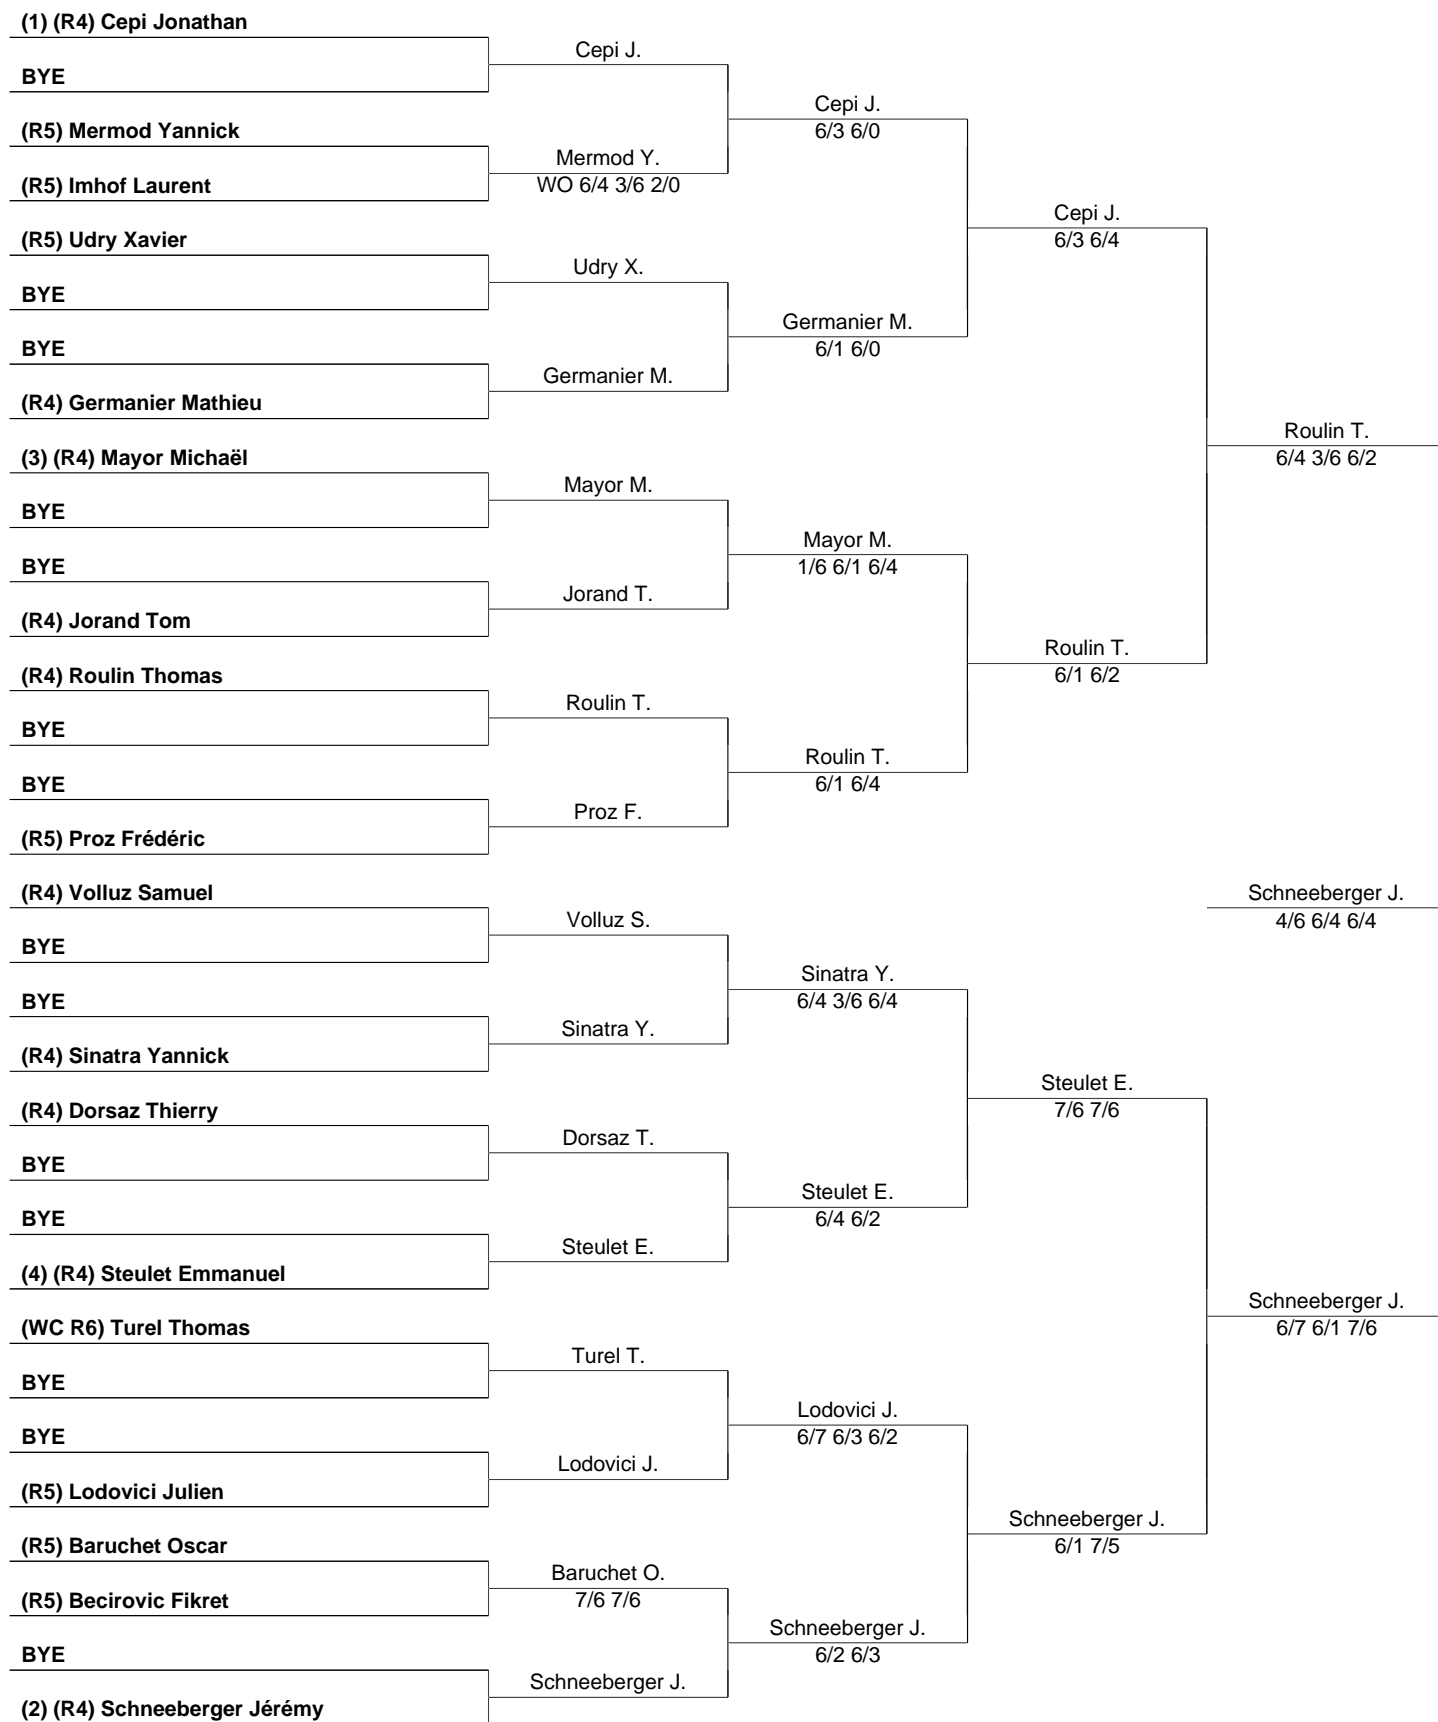 (1) (R4) Cepi Jonathan
BYE
(R5) Mermod Yannick
(R5) Imhof Laurent
(R5) Udry Xavier
BYE
BYE
(R4) Germanier Mathieu
(3) (R4) Mayor Michaël
BYE
BYE
(R4) Jorand Tom
(R4) Roulin Thomas
BYE
BYE
(R5) Proz Frédéric
(R4) Volluz Samuel
BYE
BYE
(R4) Sinatra Yannick
(R4) Dorsaz Thierry
BYE
BYE
(4) (R4) Steulet Emmanuel
(WC R6) Turel Thomas
BYE
BYE
(R5) Lodovici Julien
(R5) Baruchet Oscar
(R5) Becirovic Fikret
BYE
(2) (R4) Schneeberger Jérémy
Cepi J.
Mermod Y.
WO 6/4 3/6 2/0
Udry X.
Germanier M.
Mayor M.
Jorand T.
Roulin T.
Proz F.
Volluz S.
Sinatra Y.
Dorsaz T.
Steulet E.
Turel T.
Lodovici J.
Baruchet O.
7/6 7/6
Schneeberger J.
Cepi J.
6/3 6/0
Germanier M.
6/1 6/0
Mayor M.
1/6 6/1 6/4
Roulin T.
6/1 6/4
Sinatra Y.
6/4 3/6 6/4
Steulet E.
6/4 6/2
Lodovici J.
6/7 6/3 6/2
Schneeberger J.
6/2 6/3
Cepi J.
6/3 6/4
Roulin T.
6/1 6/2
Steulet E.
7/6 7/6
Schneeberger J.
6/1 7/5
Roulin T.
6/4 3/6 6/2
Schneeberger J.
4/6 6/4 6/4
Schneeberger J.
6/7 6/1 7/6